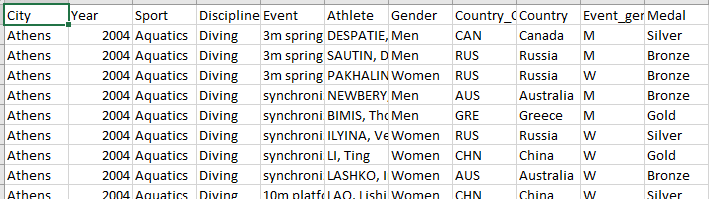 City Year Sport Discipline Event Athlete Gender Country_C Country Event_gen Medal
Athens 2004 Aquatics Diving 3m spring DESPATIE, Men CAN Canada M Silver
Athens 2004 Aquatics Diving 3m spring SAUTIN, D Men RUS Russia M Bronze
Athens 2004 Aquatics Diving 3m spring PAKHALIN Women RUS Russia W Bronze
Athens 2004 Aquatics Diving synchroni NEWBERY Men AUS Australia M Bronze
Athens 2004 Aquatics Diving synchroni BIMIS, Tho Men GRE Greece M Gold
Athens 2004 Aquatics Diving synchroni ILYINA, Ve Women RUS Russia W Silver
Athens 2004 Aquatics Diving synchroni LI, Ting Women CHN China W Gold
Athens 2004 Aquatics Diving synchroni LASHKO, I Women AUS Australia W Bronze
Athens 2004 Aquatics Diving 10m platf LAO, Lishi Women CHN China W Silver